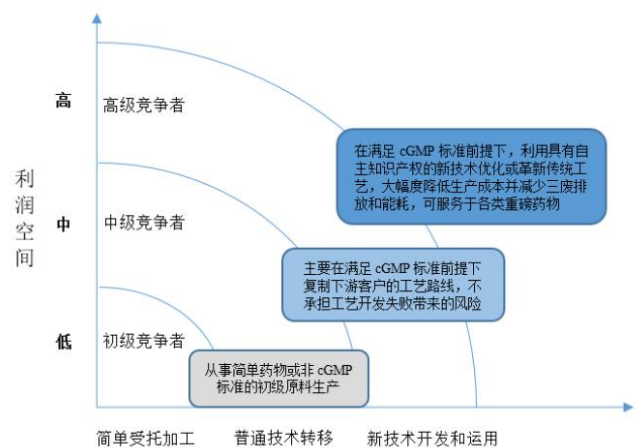 高
高级竞争者
在满足 cGMP 标准前提下，利用具有自
主知识产权的新技术优化或革新传统工
艺，大幅度降低生产成本并减少三废排
放和能耗，可服务于各类重磅药物
利润空间
中
中级竞争者
主要在满足 cGMP 标准前提下
复制下游客户的工艺路线，不
承担工艺开发失败带来的风险
低
初级竞争者
从事简单药物或非 cGMP
标准的初级原料生产
简单受托加工
普通技术转移
新技术开发和运用